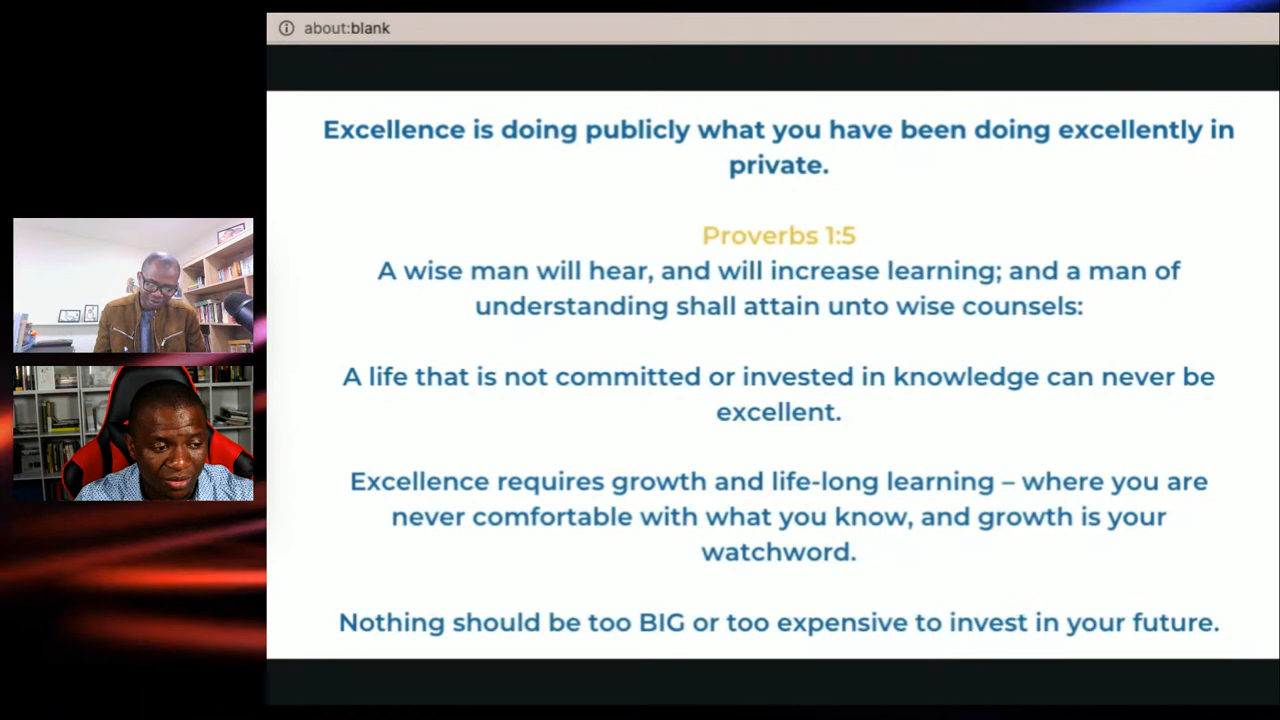 about:blank
Excellence is doing publicly what you have been doing excellently in
private.
Proverbs 1:5
A wise man will hear, and will increase learning; and a man of
understanding shall attain unto wise counsels:
A life that is not committed or invested in knowledge can never be
excellent.
Excellence requires growth and life-long learning – where you are
never comfortable with what you know, and growth is your
watchword.
Nothing should be too BIG or too expensive to invest in your future.